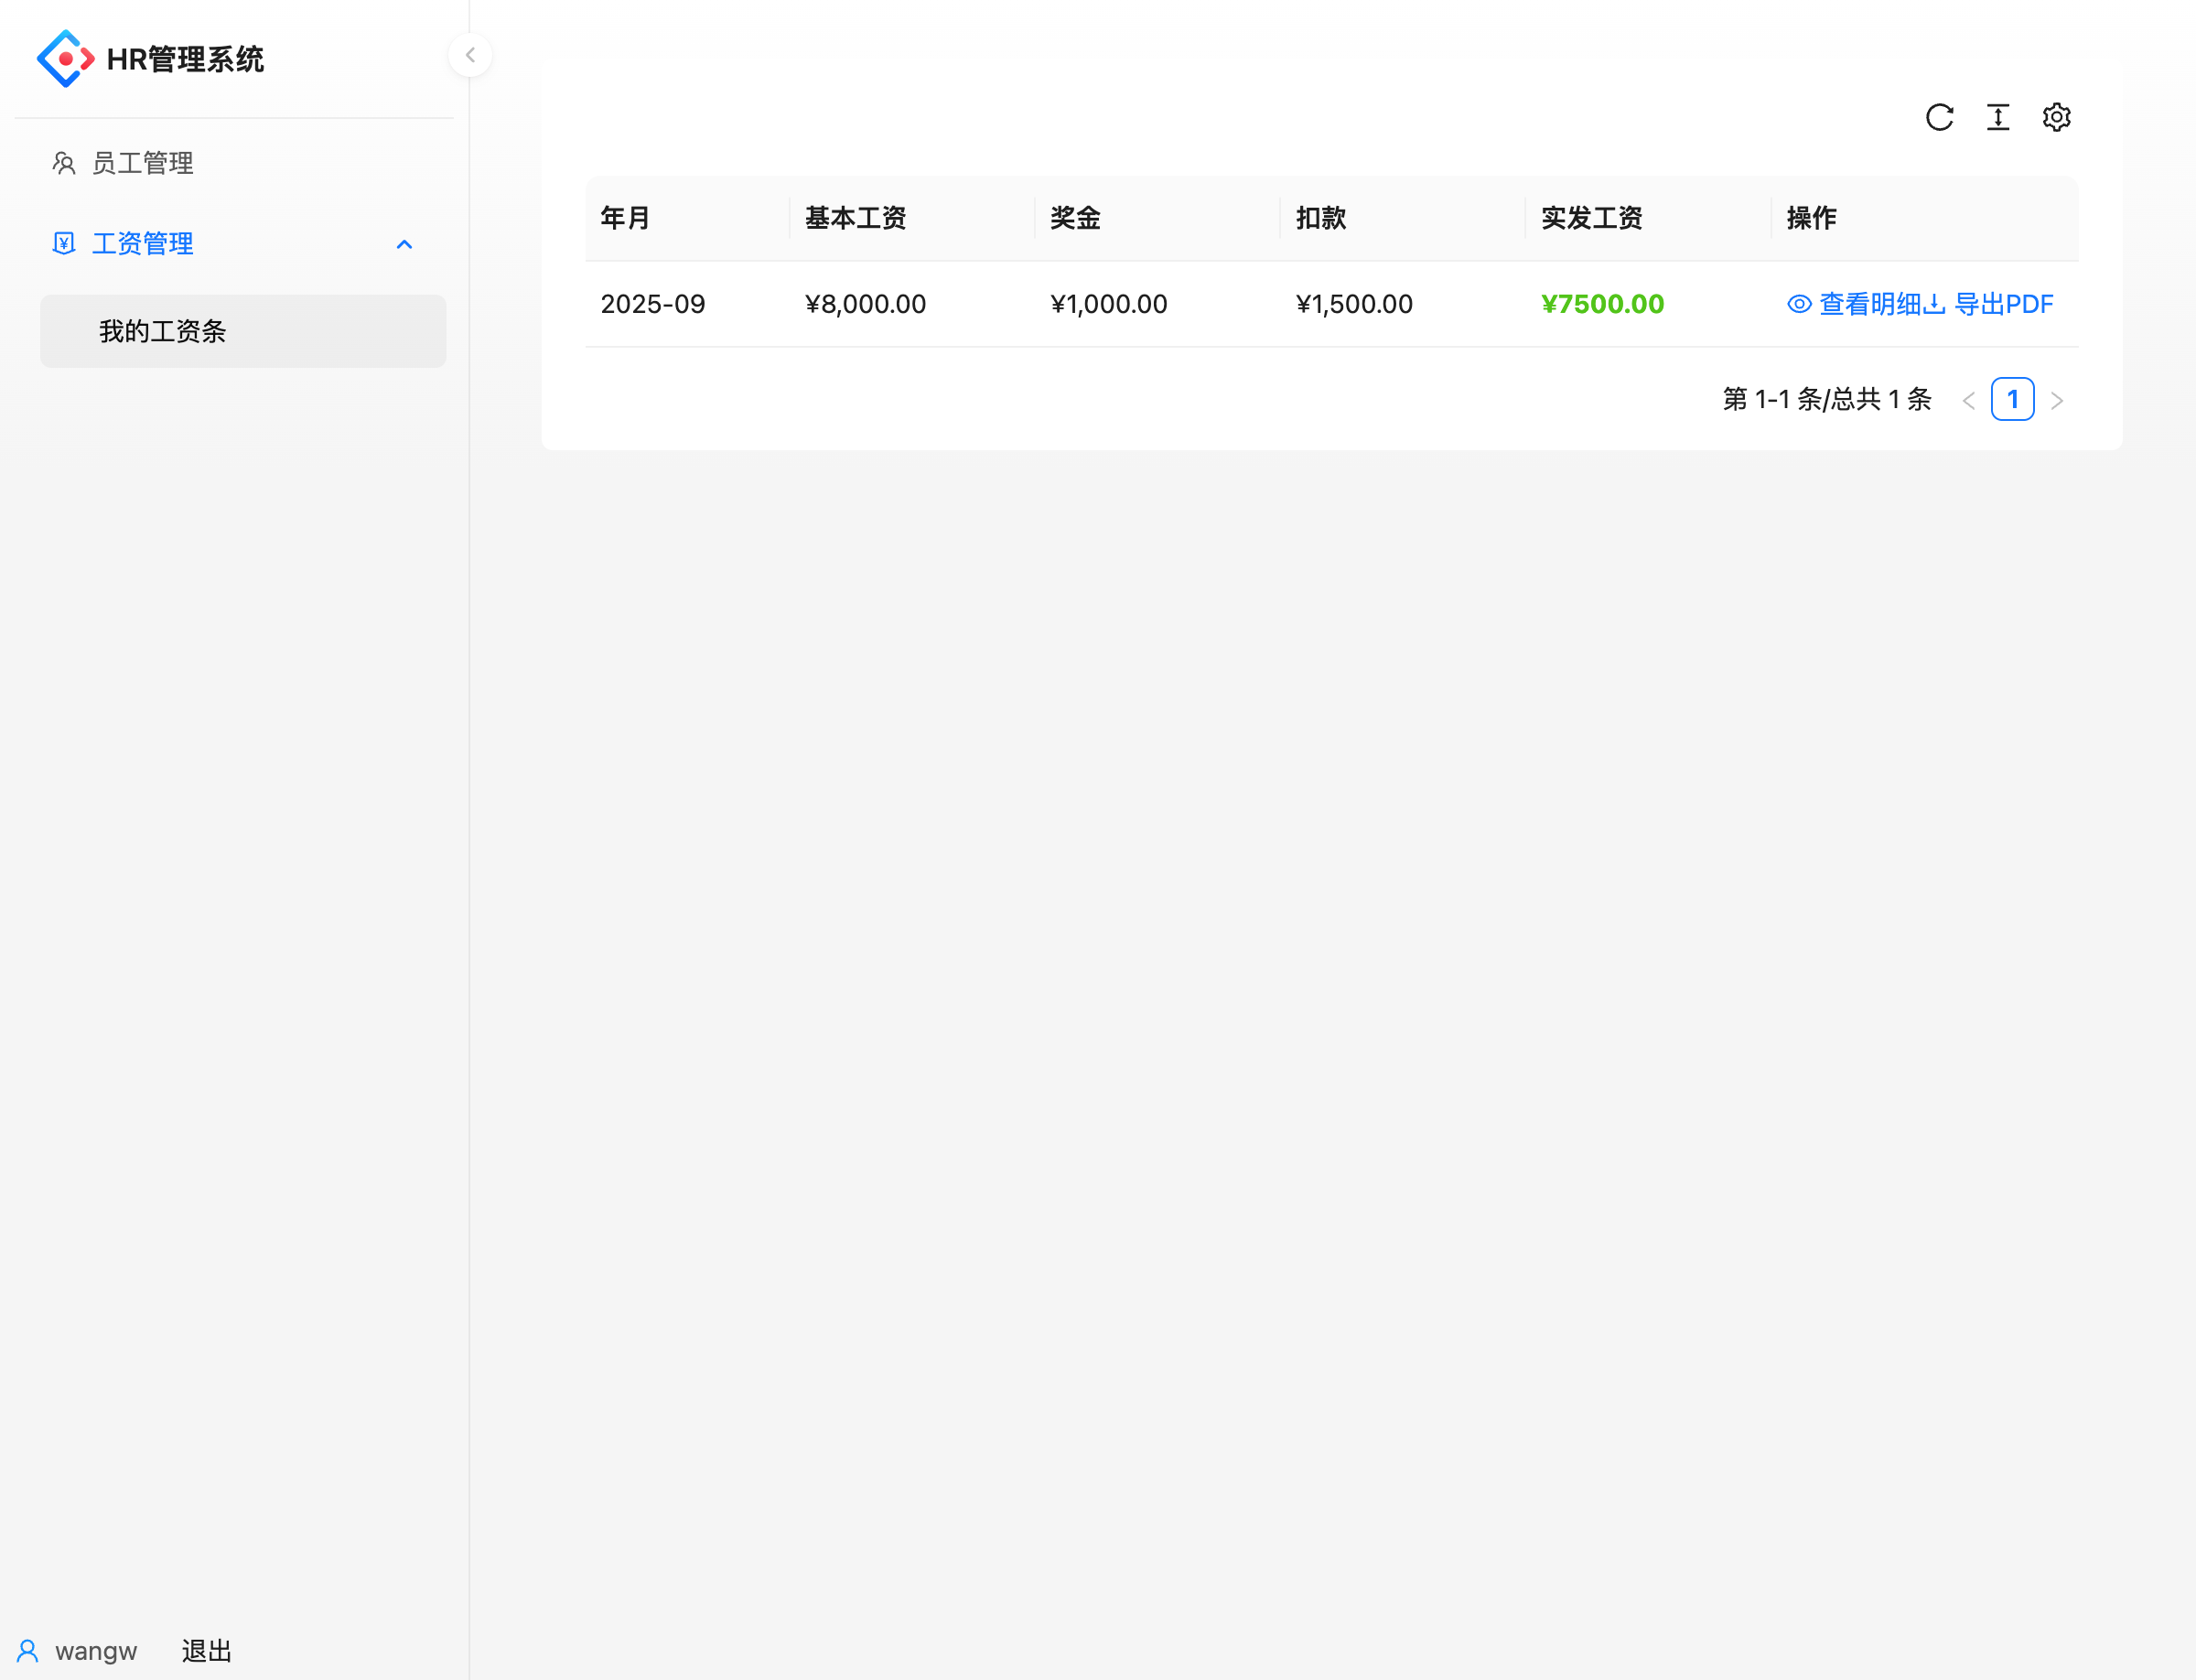 HR管理系统
员工管理
工资管理
我的工资条
年月 基本工资 奖金 扣款 实发工资 操作
2025-09 ¥8,000.00 ¥1,000.00 ¥1,500.00 ¥7500.00 查看明细 导出PDF
第 1-1 条/总共 1 条 < 1 >
wangw 退出